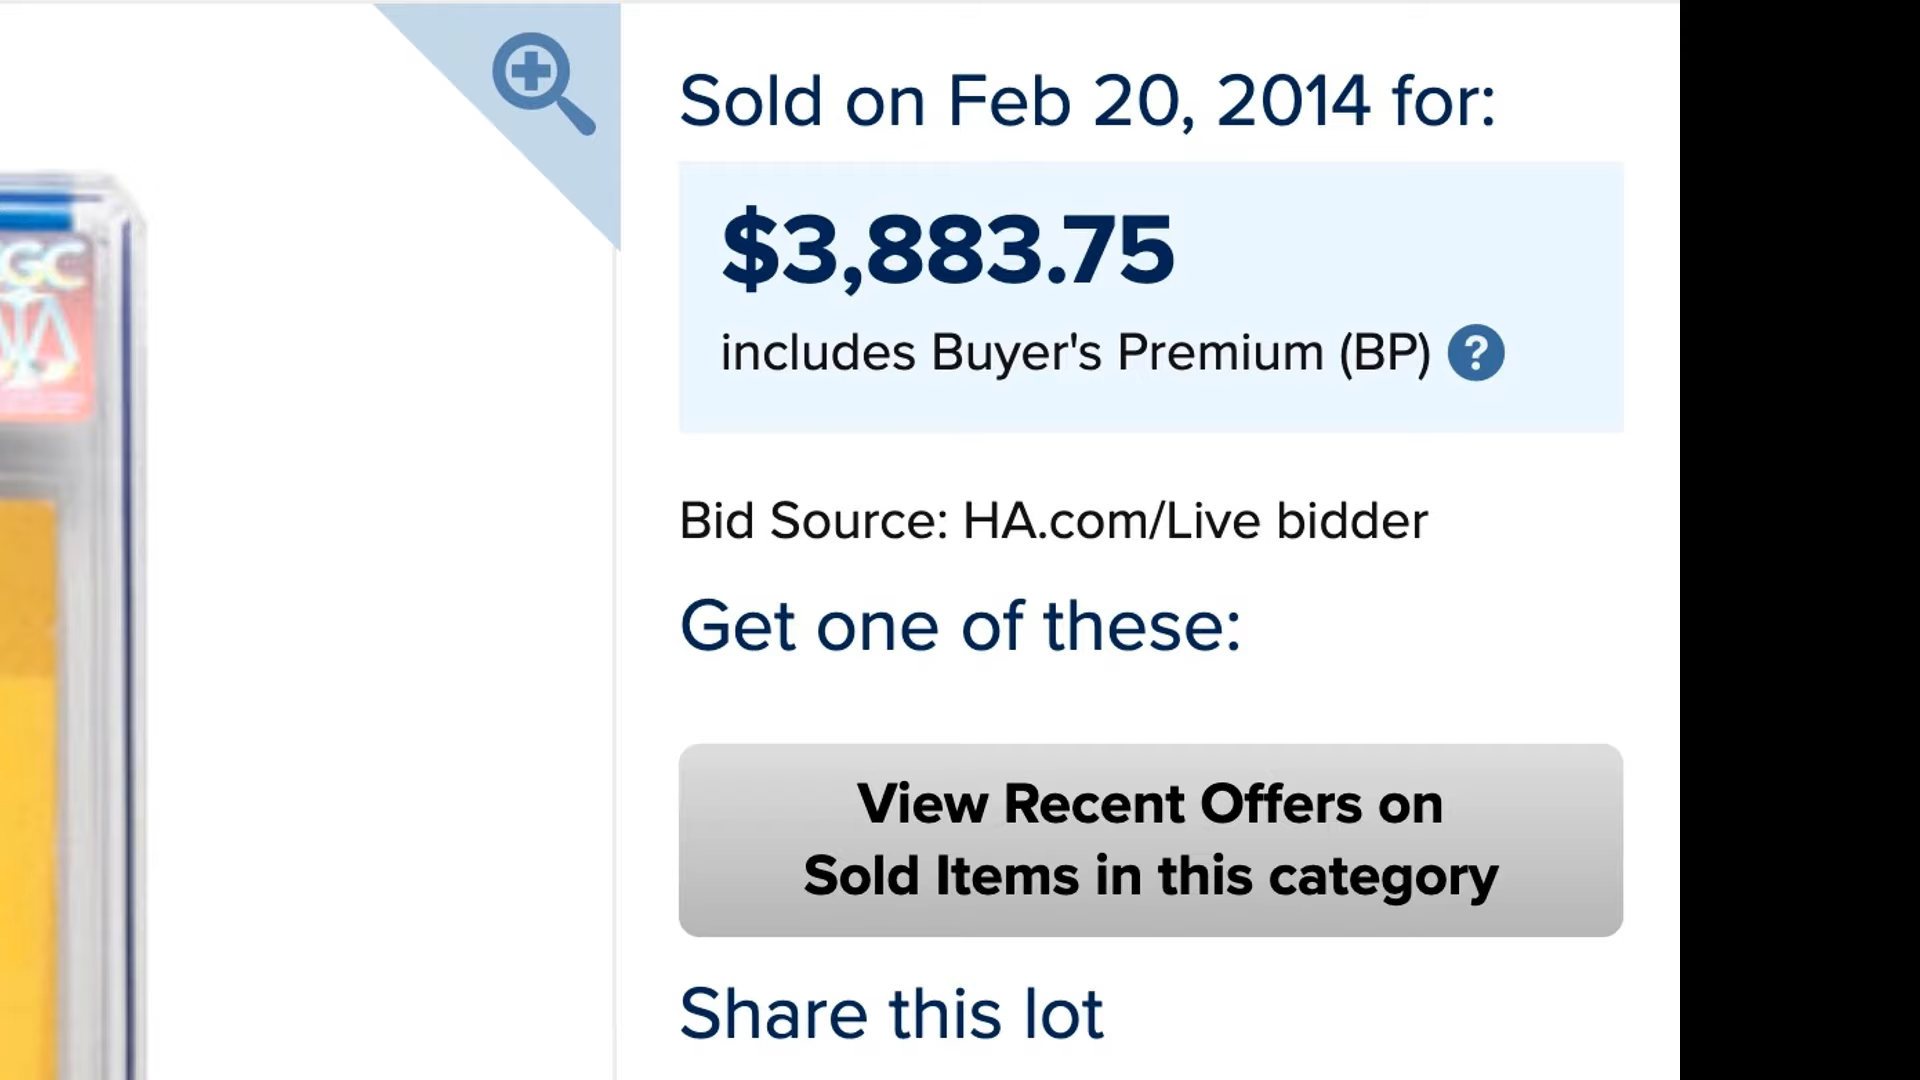 Sold on Feb 20, 2014 for:
$3,883.75
includes Buyer's Premium (BP) ?
Bid Source: HA.com/Live bidder
Get one of these:
View Recent Offers on
Sold Items in this category
Share this lot